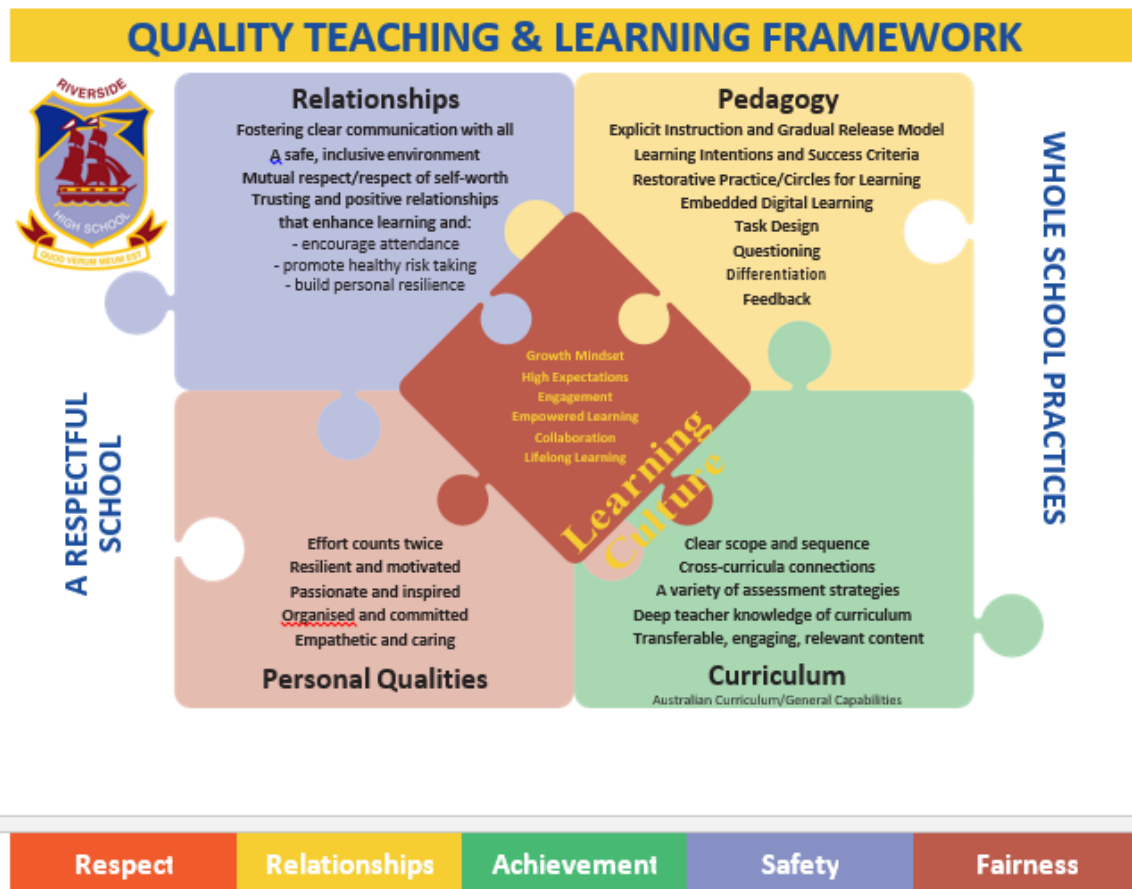 QUALITY TEACHING & LEARNING FRAMEWORK
RIVERSIDE
HIGH SCHOOL
QUOD VERUM MEUM EST
A RESPECTFUL
SCHOOL
Relationships
Fostering clear communication with all
A safe, inclusive environment
Mutual respect/respect of self-worth
Trusting and positive relationships
that enhance learning and:
- encourage attendance
- promote healthy risk taking
- build personal resilience
Pedagogy
Explicit Instruction and Gradual Release Model
Learning Intentions and Success Criteria
Restorative Practice/Circles for Learning
Embedded Digital Learning
Task Design
Questioning
Differentiation
Feedback
WHOLE SCHOOL PRACTICES
Growth Mindset
High Expectations
Engagement
Empowered Learning
Collaboration
Lifelong Learning
Learning
Culture
Effort counts twice
Resilient and motivated
Passionate and inspired
Organised and committed
Empathetic and caring
Personal Qualities
Clear scope and sequence
Cross-curricula connections
A variety of assessment strategies
Deep teacher knowledge of curriculum
Transferable, engaging, relevant content
Curriculum
Australian Curriculum/General Capabilities
Respect
Relationships
Achievement
Safety
Fairness